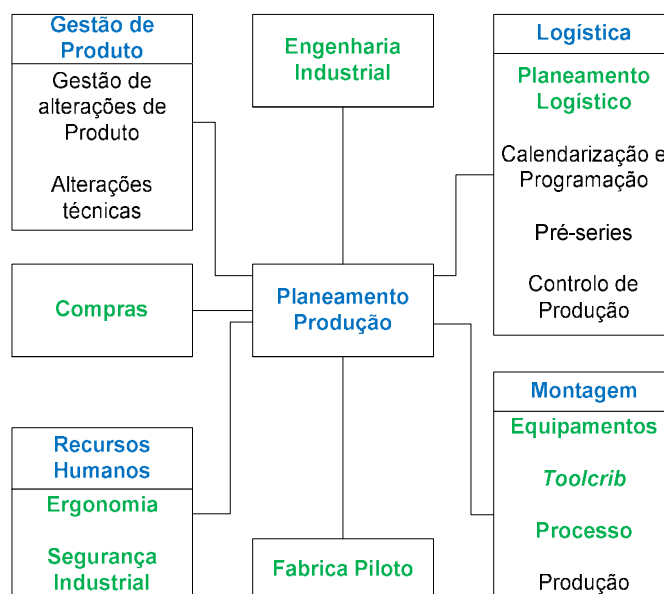 Gestão de
Produto
Gestão de
alterações de
Produto
Alterações
técnicas
Engenharia
Industrial
Logística
Planeamento
Logístico
Calendarização e
Programação
Pré-series
Controlo de
Produção
Compras
Planeamento
Produção
Recursos
Humanos
Ergonomia
Segurança
Industrial
Fabrica Piloto
Montagem
Equipamentos
Toolcrib
Processo
Produção